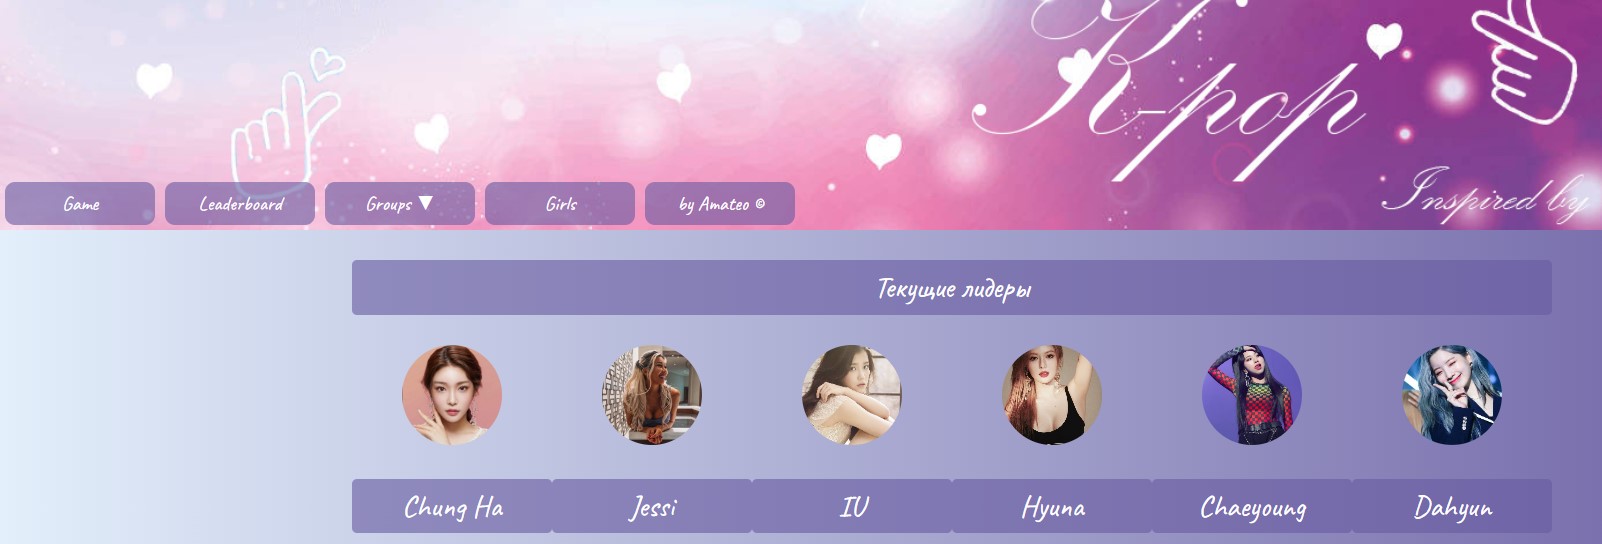 K-pop
Inspired by
Game
Leaderboard
Groups ▼
Girls
by Amateo ©
Текущие лидеры
Chung Ha
Jessi
IU
Hyuna
Chaeyoung
Dahyun